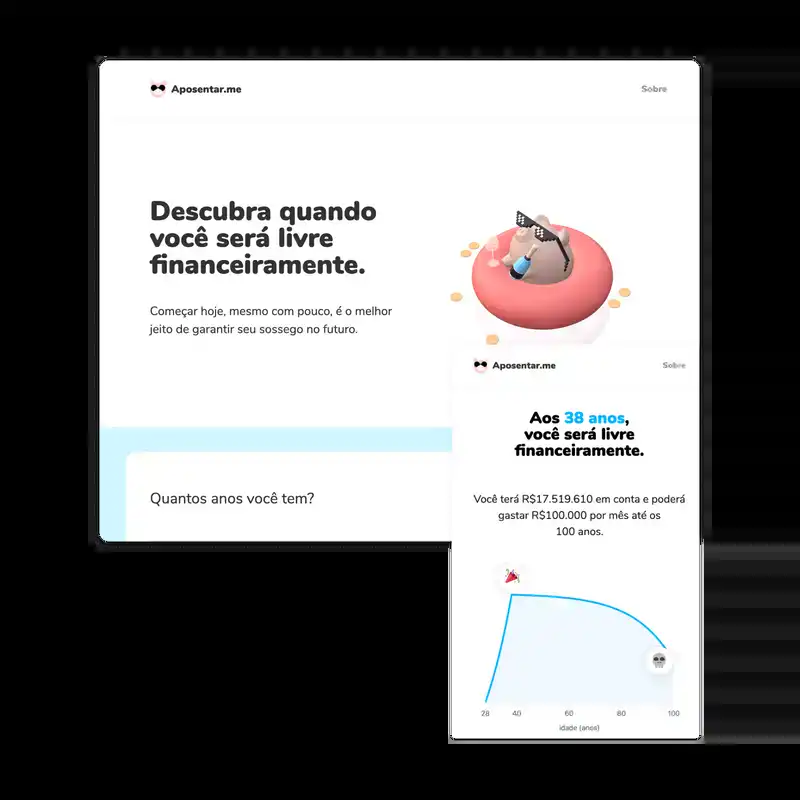 Aposentar.me
Sobre
Descubra quando
você será livre
financeiramente.
Começar hoje, mesmo com pouco, é o melhor
jeito de garantir seu sossego no futuro.
Quantos anos você tem?
Aposentar.me
Sobre
Aos 38 anos,
você será livre
financeiramente.
Você terá R$17.519.610 em conta e poderá
gastar R$100.000 por mês até os
100 anos.
28 40 60 80 100
idade (anos)